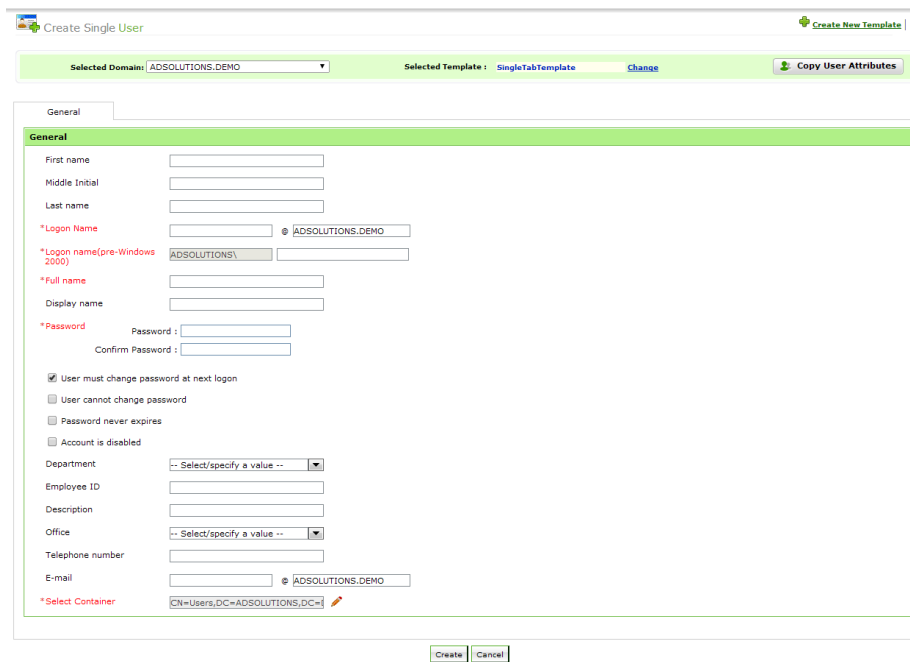 Create Single User
Create New Template
Selected Domain: ADSOLUTIONS.DEMO Selected Template : SingleTabTemplate Change Copy User Attributes
General
General
First name
Middle Initial
Last name
*Logon Name @ ADSOLUTIONS.DEMO
*Logon name(pre-Windows
2000) ADSOLUTIONS\
*Full name
Display name
*Password
Password :
Confirm Password :
User must change password at next logon
User cannot change password
Password never expires
Account is disabled
Department -- Select/specify a value --
Employee ID
Description
Office -- Select/specify a value --
Telephone number
E-mail @ ADSOLUTIONS.DEMO
*Select Container CN=Users,DC=ADSOLUTIONS,DC=
Create Cancel